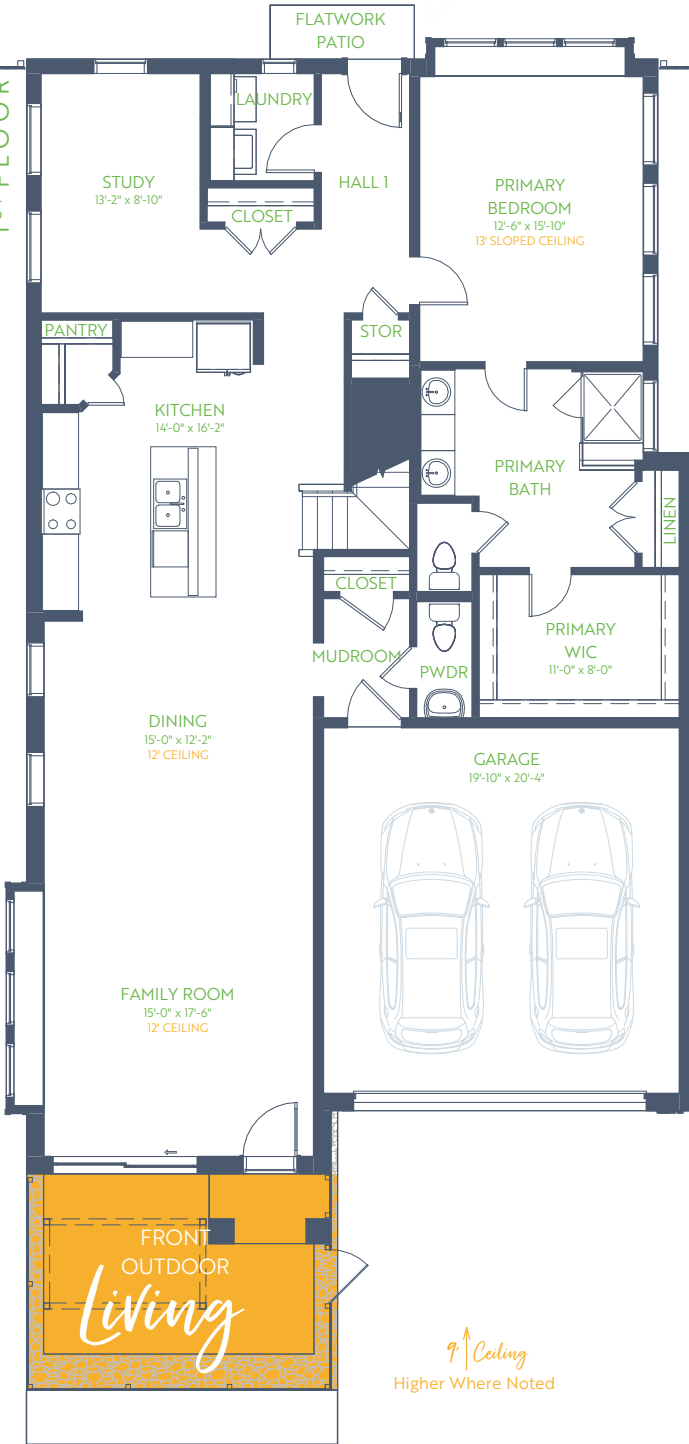 FLATWORK
PATIO
1ST FLOOR
LAUNDRY
STUDY
13'-2" x 8'-10"
HALL 1
PRIMARY
BEDROOM
12'-6" x 15'-10"
13' SLOPED CEILING
CLOSET
PANTRY
STOR
KITCHEN
14'-0" x 16'-2"
PRIMARY
BATH
LINEN
CLOSET
MUDROOM
PWDR
PRIMARY
WIC
11'-0" x 8'-0"
DINING
15'-0" x 12'-2"
12' CEILING
GARAGE
19'-10" x 20'-4"
FAMILY ROOM
15'-0" x 17'-6"
12' CEILING
FRONT
OUTDOOR
Living
9' Ceiling
Higher Where Noted